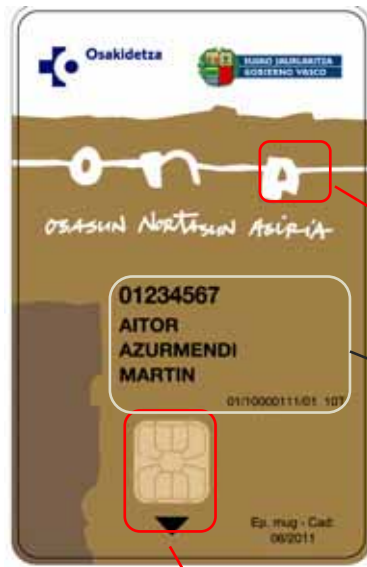 Osakidetza
EUSKO JAURLARITZA
GOBIERNO VASCO
ona
OSASUN NORTASUN AGIRIA
01234567
AITOR
AZURMENDI
MARTIN
01/10000111/01 10T
Ep. mug - Cad:
06/2011